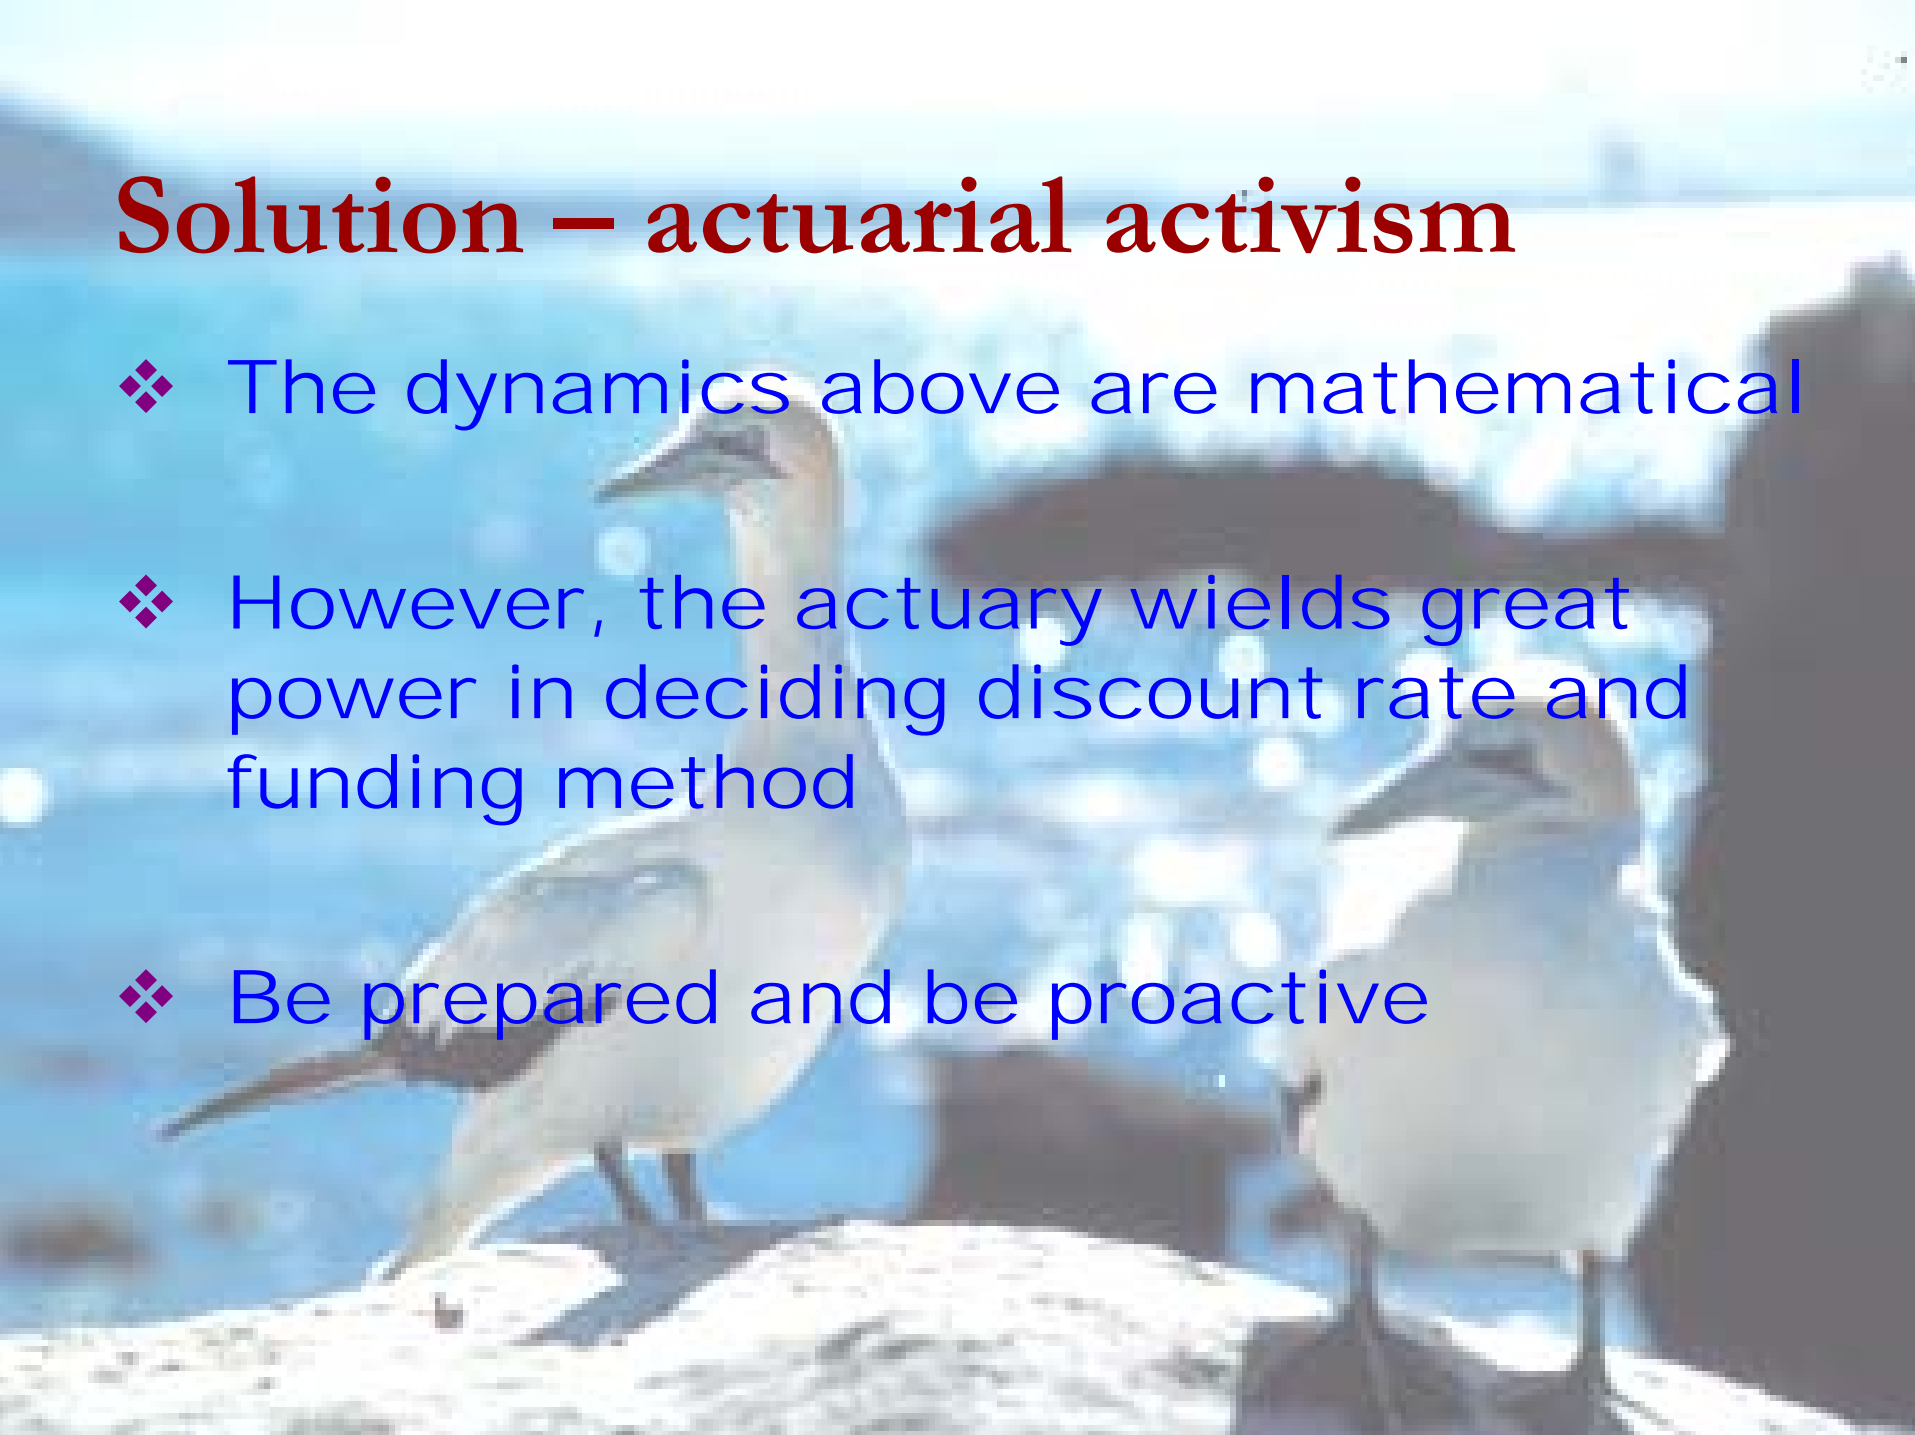 Solution – actuarial activism
❖ The dynamics above are mathematical
❖ However, the actuary wields great
power in deciding discount rate and
funding method
❖ Be prepared and be proactive